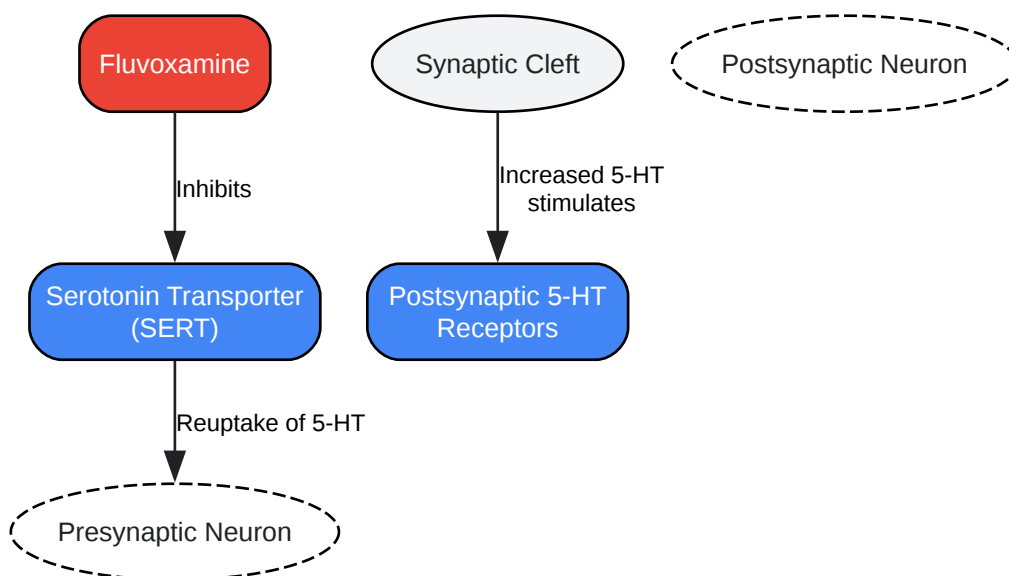 Fluvoxamine
Synaptic Cleft
Postsynaptic Neuron
Inhibits
Increased 5-HT
stimulates
Serotonin Transporter
(SERT)
Postsynaptic 5-HT
Receptors
Reuptake of 5-HT
Presynaptic Neuron